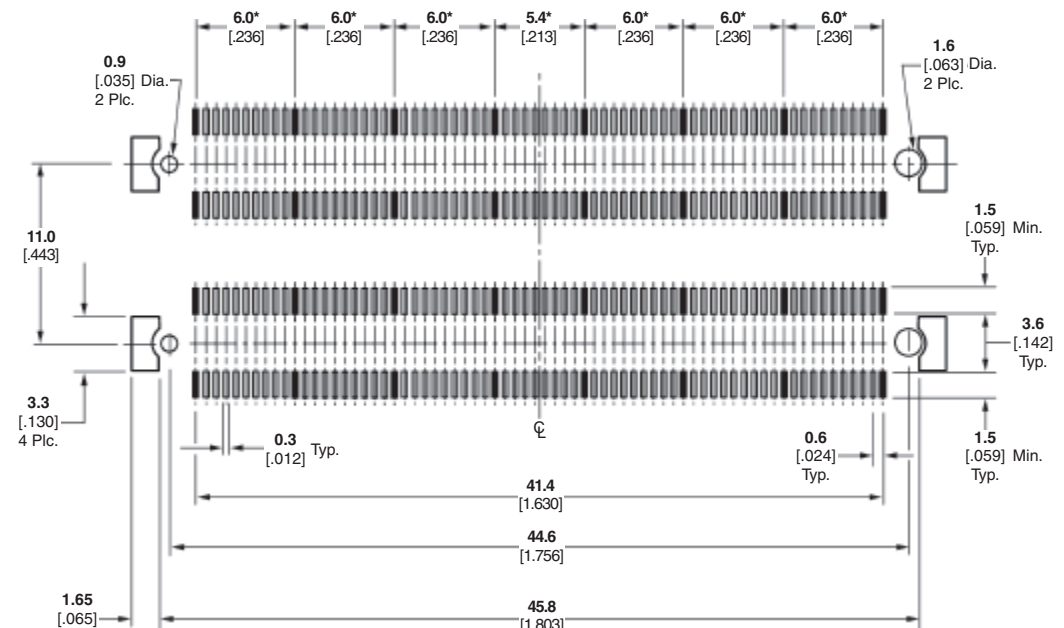 6.0* 6.0* 6.0* 5.4* 6.0* 6.0* 6.0*
[.236] [.236] [.236] [.213] [.236] [.236] [.236]
0.9
[.035] Dia.
2 Plc.
1.6
[.063] Dia.
2 Plc.
11.0
[.443]
1.5
[.059] Min.
Typ.
3.6
[.142]
Typ.
3.3
[.130]
4 Plc.
0.3
[.012] Typ.
℄
0.6
[.024]
Typ.
1.5
[.059] Min.
Typ.
41.4
[1.630]
44.6
[1.756]
1.65
[.065]
45.8
[1.803]